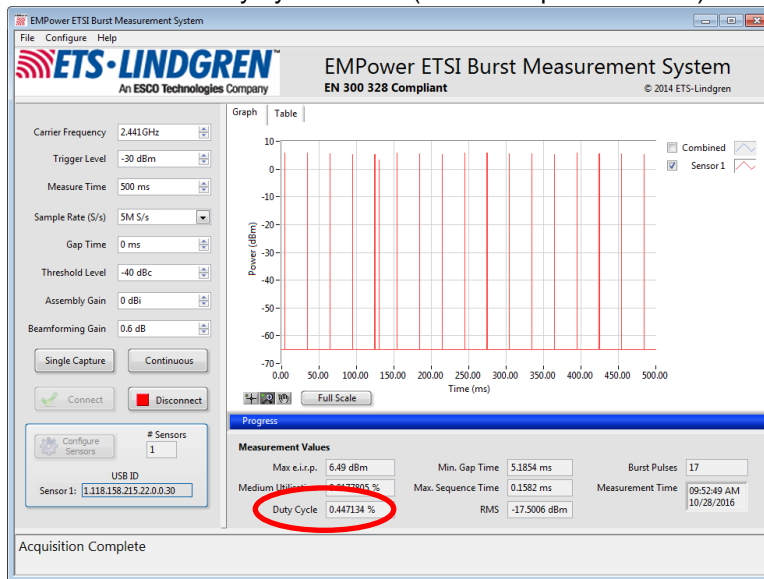 EMPower ETSI Burst Measurement System
File Configure Help
ETS·LINDGREN™
An ESCO Technologies Company
EMPower ETSI Burst Measurement System
EN 300 328 Compliant © 2014 ETS-Lindgren
Graph Table
Carrier Frequency 2.441GHz
Trigger Level -30 dBm
Measure Time 500 ms
Sample Rate (S/s) 5M S/s
Gap Time 0 ms
Threshold Level -40 dBc
Assembly Gain 0 dBi
Beamforming Gain 0.6 dB
Single Capture Continuous
Connect Disconnect
Configure Sensors
# Sensors
1
USB ID
Sensor 1: 1.118.158.215.22.0.0.30
Power (dBm)
10
0
-10
-20
-30
-40
-50
-60
-70
0.00 50.00 100.00 150.00 200.00 250.00 300.00 350.00 400.00 450.00 500.00
Time (ms)
Combined
Sensor 1
Full Scale
Progress
Measurement Values
Max e.i.r.p. 6.49 dBm Min. Gap Time 5.1854 ms Burst Pulses 17
Medium %  Max. Sequence Time 0.1582 ms Measurement Time 09:52:49 AM
10/28/2016
Duty Cycle 0.447134 % RMS -17.5006 dBm
Acquisition Complete